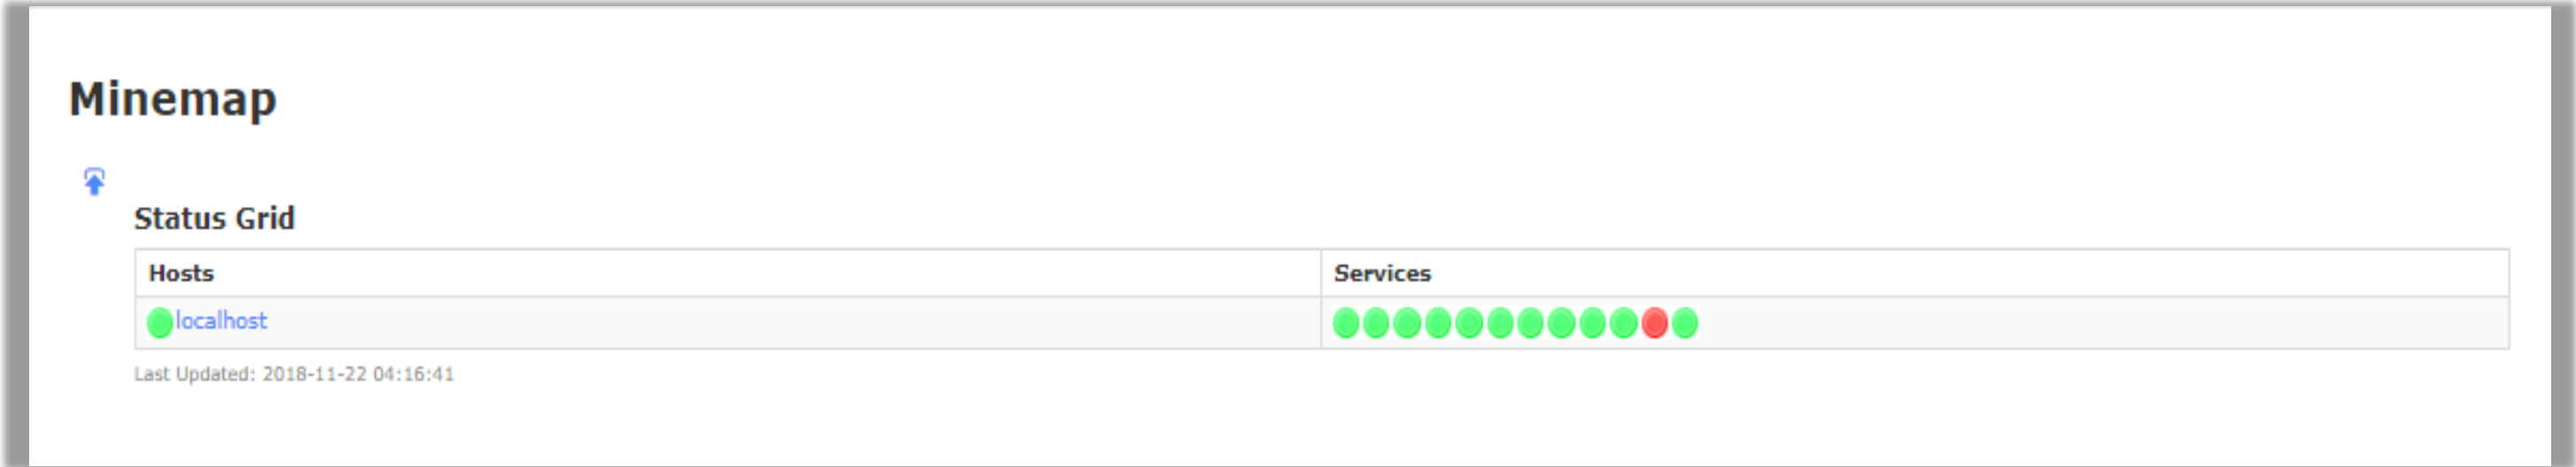 Minemap
Status Grid
Hosts Services
localhost
Last Updated: 2018-11-22 04:16:41